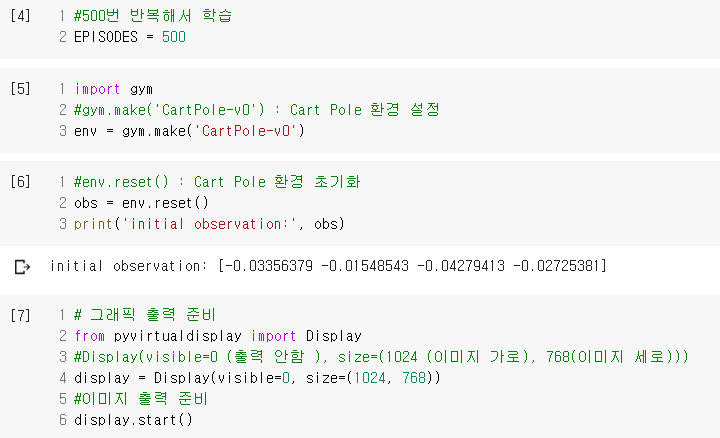 [4] 1 #500번 반복해서 학습
2 EPISODES = 500
[5] 1 import gym
2 #gym.make('CartPole-v0') : Cart Pole 환경 설정
3 env = gym.make('CartPole-v0')
[6] 1 #env.reset() : Cart Pole 환경 초기화
2 obs = env.reset()
3 print('initial observation:', obs)
initial observation: [-0.03356379 -0.01548543 -0.04279413 -0.02725381]
[7] 1 # 그래픽 출력 준비
2 from pyvirtualdisplay import Display
3 #Display(visible=0 (출력 안함 ), size=(1024 (이미지 가로), 768(이미지 세로)))
4 display = Display(visible=0, size=(1024, 768))
5 #이미지 출력 준비
6 display.start()